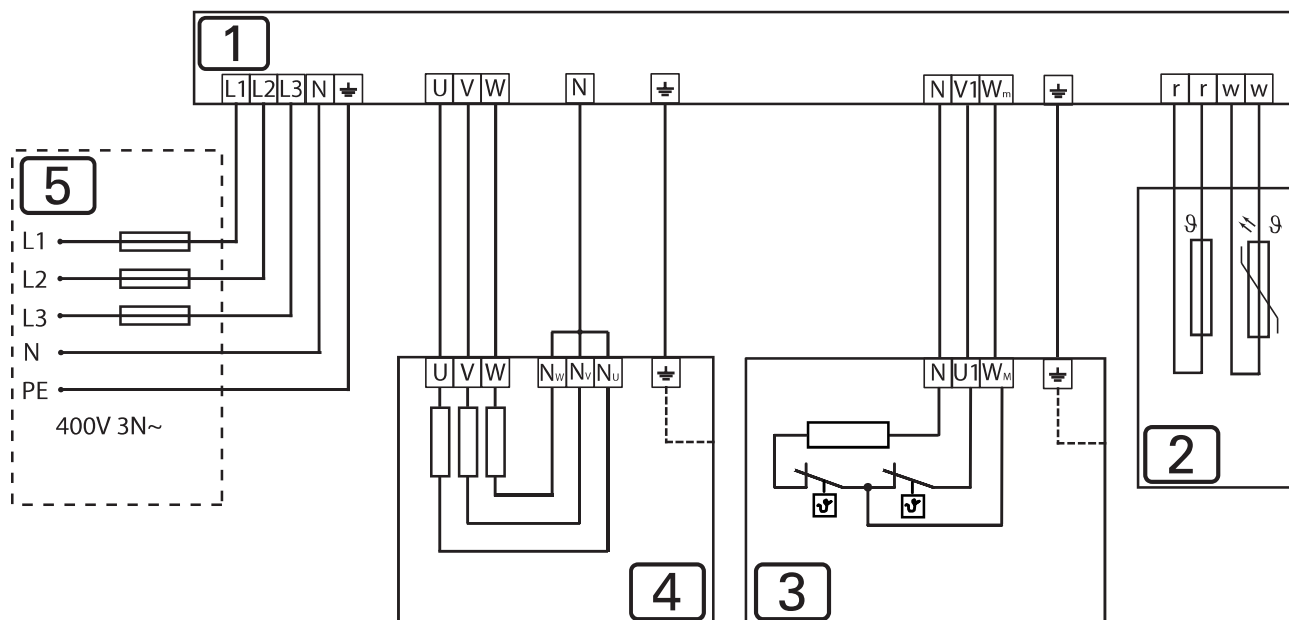 1
L1 L2 L3 N
U V W
N
N V1 Wm
r r w w
5
L1
L2
L3
N
PE
400V 3N~
U V W NW NV NU
N U1 WM
ϑ
ϑ
ϑ ϑ
2
4
3